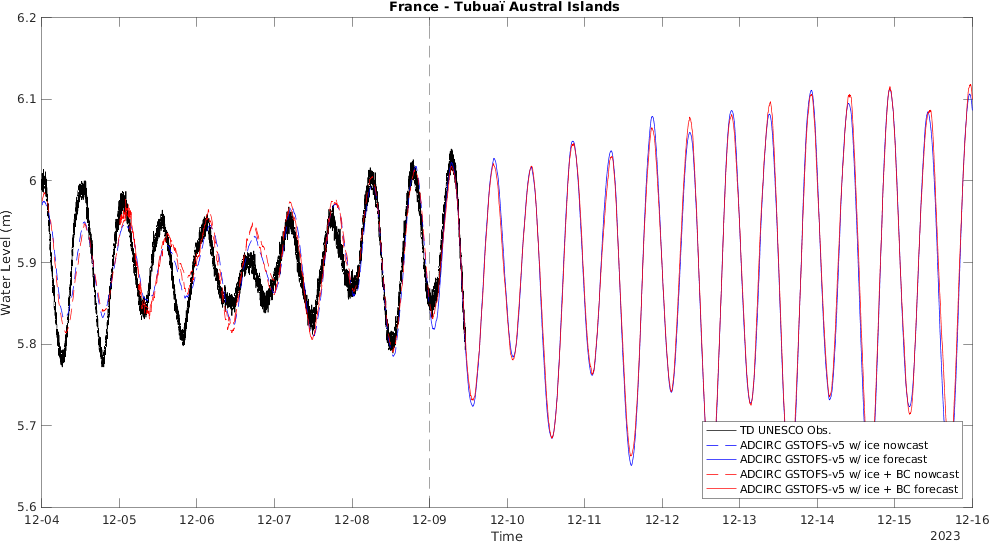 France - Tubuaï Austral Islands
6.2
6.1
6
5.9
5.8
5.7
5.6
Water Level (m)
TD UNESCO Obs.
ADCIRC GSTOFS-v5 w/ ice nowcast
ADCIRC GSTOFS-v5 w/ ice forecast
ADCIRC GSTOFS-v5 w/ ice + BC nowcast
ADCIRC GSTOFS-v5 w/ ice + BC forecast
12-04 12-05 12-06 12-07 12-08 12-09 12-10 12-11 12-12 12-13 12-14 12-15 12-16
Time
2023